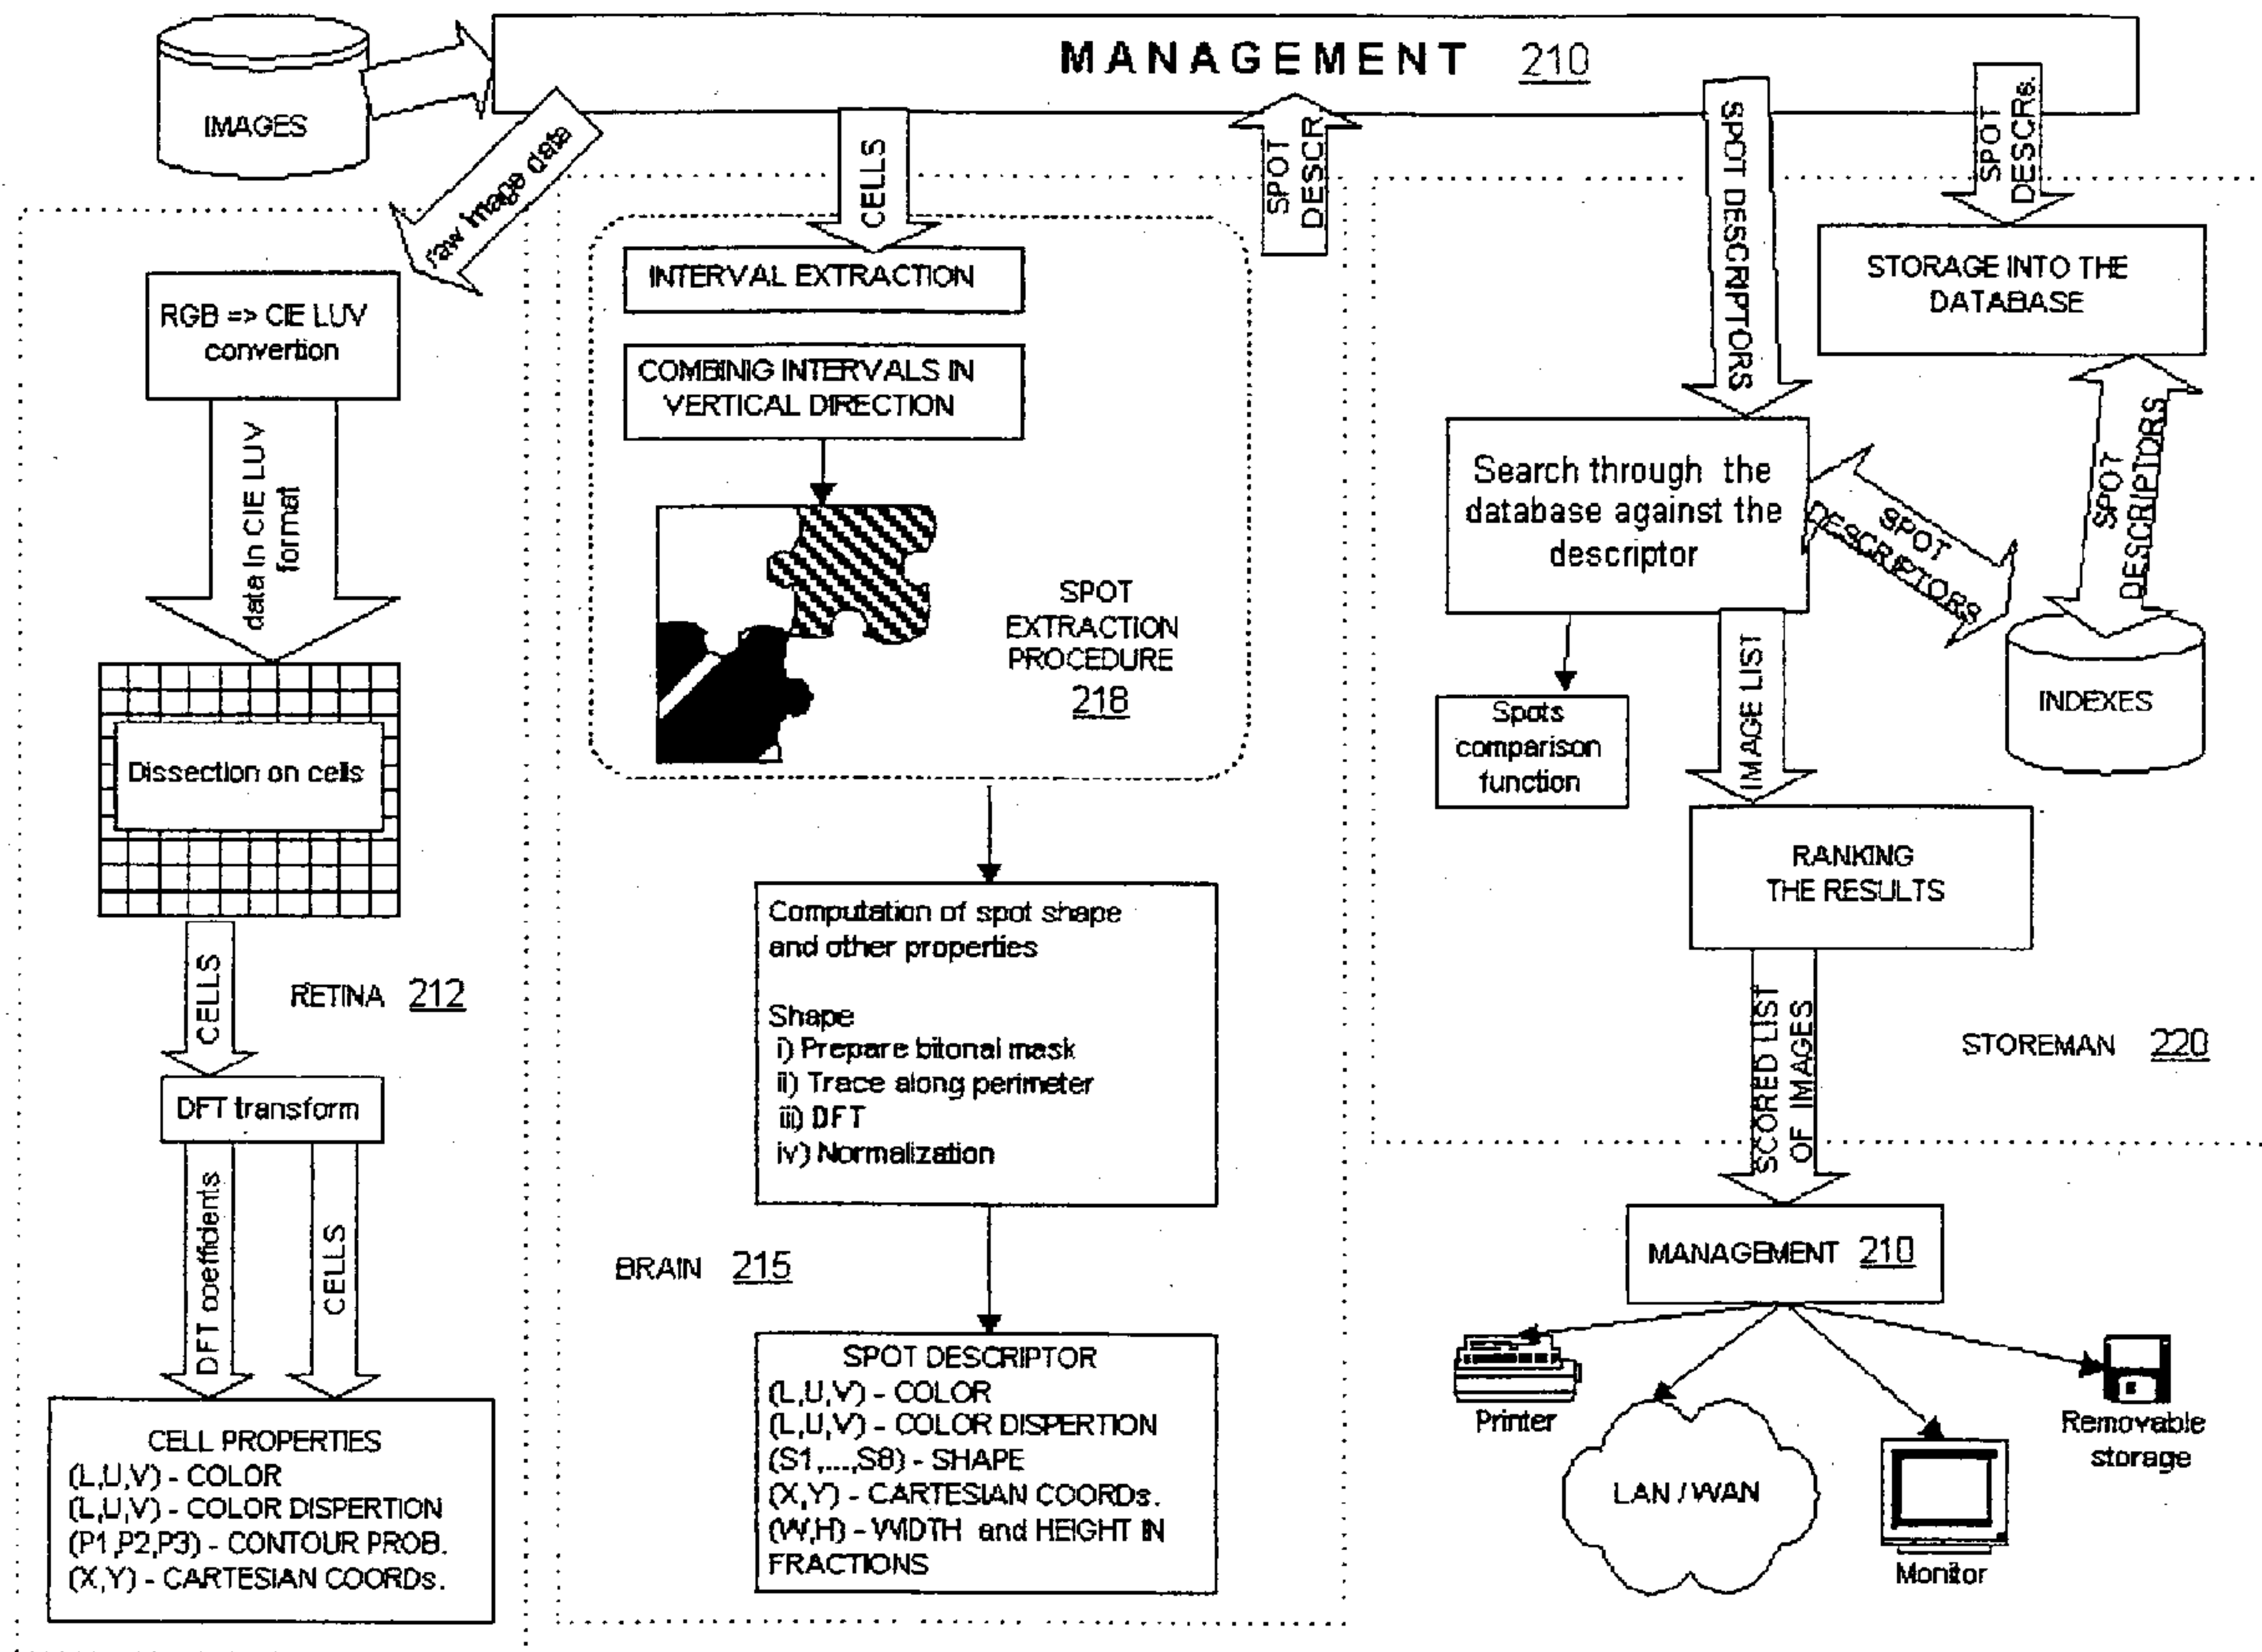 MANAGEMENT 210
IMAGES
raw image data
CELLS
SPOT
DESCR
SPOT DESCRIPTORS
SPOT
DESCRs.
RGB => CIE LUV
convertion
data in CIE LUV
format
Dissection on cells
CELLS
RETINA 212
DFT transform
DFT coefficients
CELLS
CELL PROPERTIES
(L,U,V) - COLOR
(L,U,V) - COLOR DISPERTION
(P1,P2,P3) - CONTOUR PROB.
(X,Y) - CARTESIAN COORDs.
INTERVAL EXTRACTION
COMBINIG INTERVALS IN
VERTICAL DIRECTION
SPOT
EXTRACTION
PROCEDURE
218
Computation of spot shape
and other properties
Shape
i) Prepare bitonal mask
ii) Trace along perimeter
iii) DFT
iv) Normalization
BRAIN 215
SPOT DESCRIPTOR
(L,U,V) - COLOR
(L,U,V) - COLOR DISPERTION
(S1,...,S8) - SHAPE
(X,Y) - CARTESIAN COORDs.
(W,H) - WIDTH and HEIGHT IN
FRACTIONS
STORAGE INTO THE
DATABASE
SPOT
DESCRIPTORS
Search through the
database against the
descriptor
SPOT
DESCRIPTORS
INDEXES
Spots
comparison
function
IMAGE LIST
RANKING
THE RESULTS
SCORED LIST
OF IMAGES
STOREMAN 220
MANAGEMENT 210
Printer
LAN / WAN
Monitor
Removable
storage